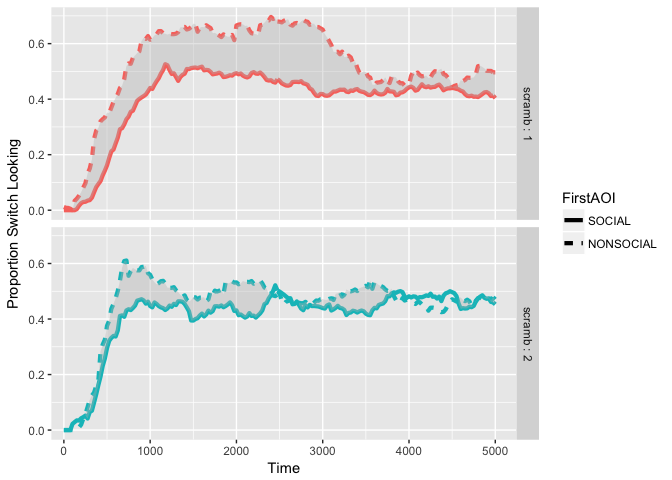 Proportion Switch Looking
0.6
0.4
0.2
0.0
scramb : 1
0.6
0.4
0.2
0.0
scramb : 2
0 1000 2000 3000 4000 5000
Time
FirstAOI
SOCIAL
NONSOCIAL